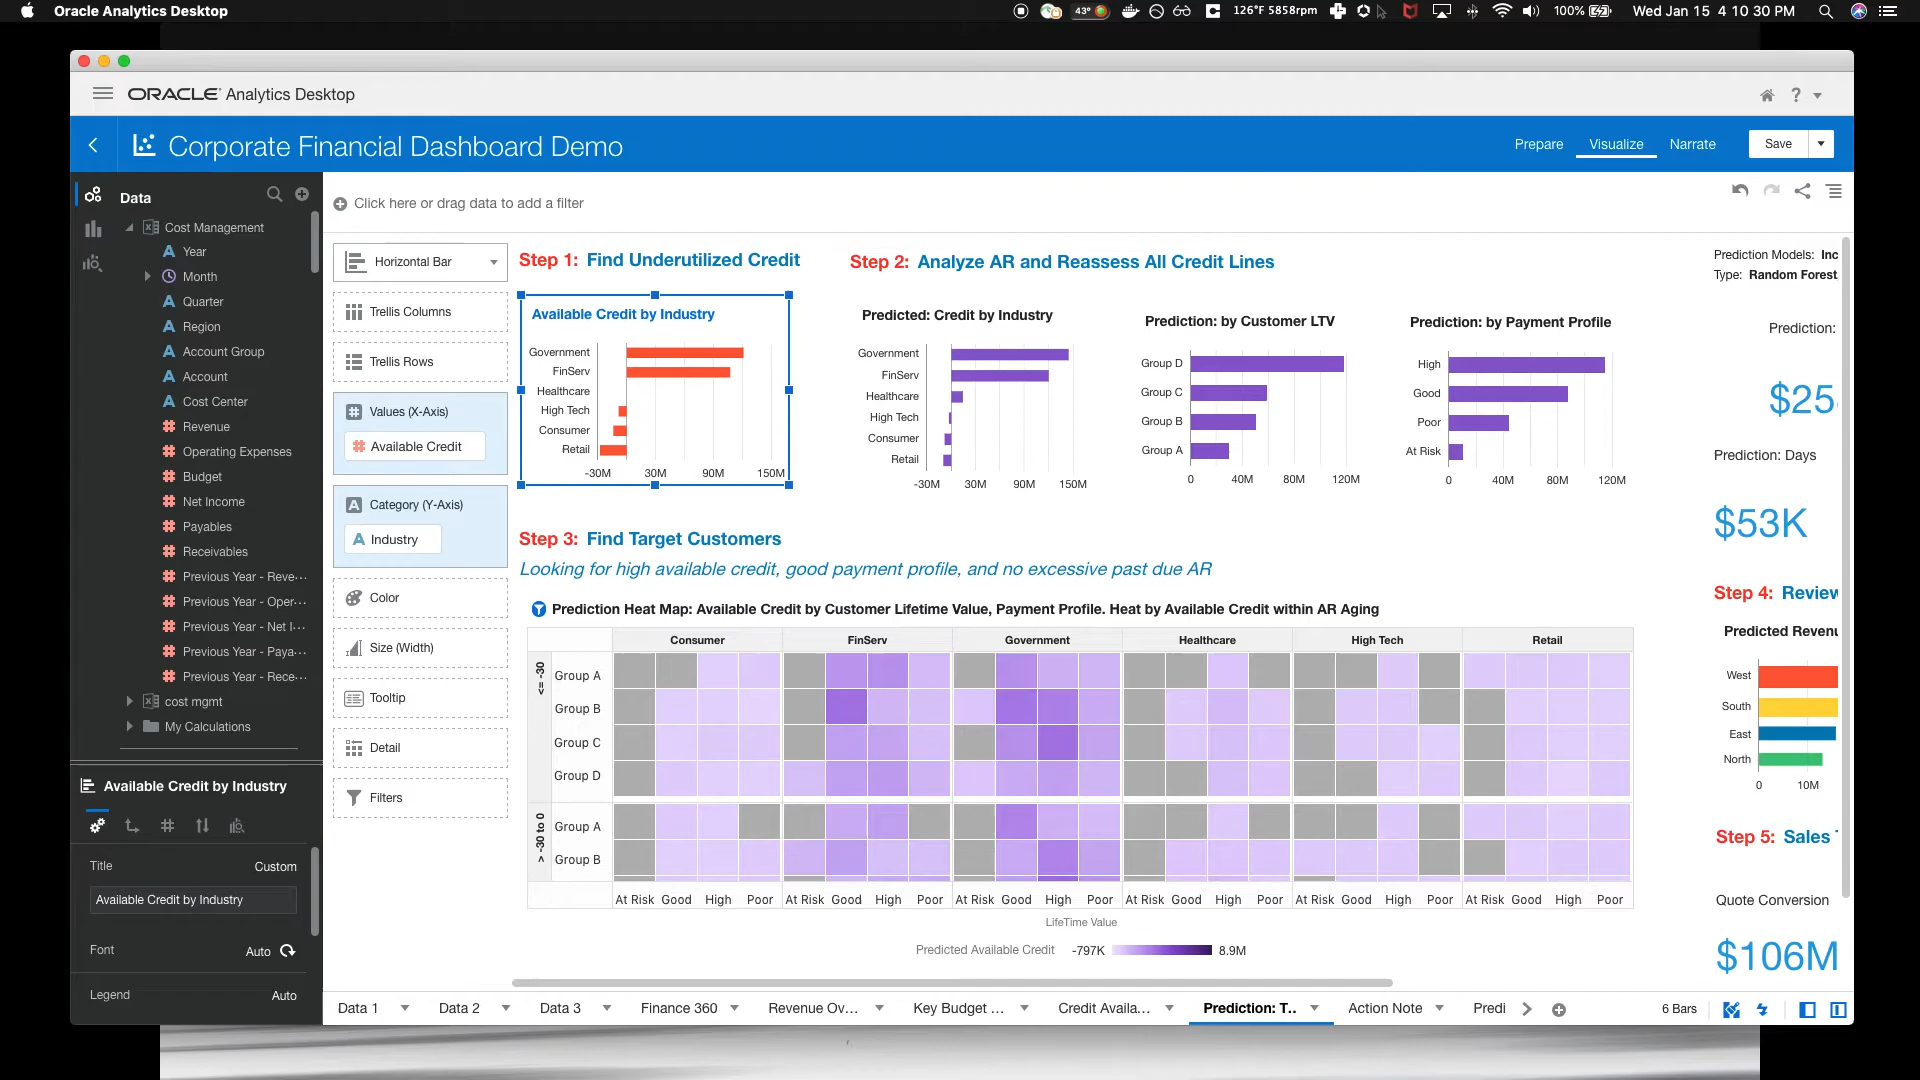 Oracle Analytics Desktop
43°
126°F 5858rpm
100%
Wed Jan 15 4 10 30 PM
ORACLE Analytics Desktop
?
Corporate Financial Dashboard Demo
Prepare
Visualize
Narrate
Save
Data
Cost Management
Year
Month
Quarter
Region
Account Group
Account
Cost Center
Revenue
Operating Expenses
Budget
Net Income
Payables
Receivables
Previous Year - Reve···
Previous Year - Oper···
Previous Year - Net I···
Previous Year - Paya···
Previous Year - Rece···
cost mgmt
My Calculations
Available Credit by Industry
Title
Custom
Available Credit by Industry
Font
Auto
Legend
Auto
Click here or drag data to add a filter
Horizontal Bar
Trellis Columns
Trellis Rows
Values (X-Axis)
Available Credit
Category (Y-Axis)
Industry
Color
Size (Width)
Tooltip
Detail
Filters
Step 1: Find Underutilized Credit
Available Credit by Industry
Government
FinServ
Healthcare
High Tech
Consumer
Retail
-30M 30M 90M 150M
Step 2: Analyze AR and Reassess All Credit Lines
Predicted: Credit by Industry
Government
FinServ
Healthcare
High Tech
Consumer
Retail
-30M 30M 90M 150M
Prediction: by Customer LTV
Group D
Group C
Group B
Group A
0 40M 80M 120M
Prediction: by Payment Profile
High
Good
Poor
At Risk
0 40M 80M 120M
Prediction Models: Inc
Type: Random Forest
Prediction:
$25
Prediction: Days
$53K
Step 3: Find Target Customers
Looking for high available credit, good payment profile, and no excessive past due AR
Prediction Heat Map: Available Credit by Customer Lifetime Value, Payment Profile. Heat by Available Credit within AR Aging
Consumer FinServ Government Healthcare High Tech Retail
<= -30
Group A
Group B
Group C
Group D
> -30 to 0
Group A
Group B
At Risk Good High Poor At Risk Good High Poor At Risk Good High Poor At Risk Good High Poor At Risk Good High Poor At Risk Good High Poor
LifeTime Value
Predicted Available Credit -797K 8.9M
Step 4: Review
Predicted Revenu
West
South
East
North
0 10M
Step 5: Sales
Quote Conversion
$106M
Data 1
Data 2
Data 3
Finance 360
Revenue Ov...
Key Budget ...
Credit Availa...
Prediction: T..
Action Note
Predi
6 Bars